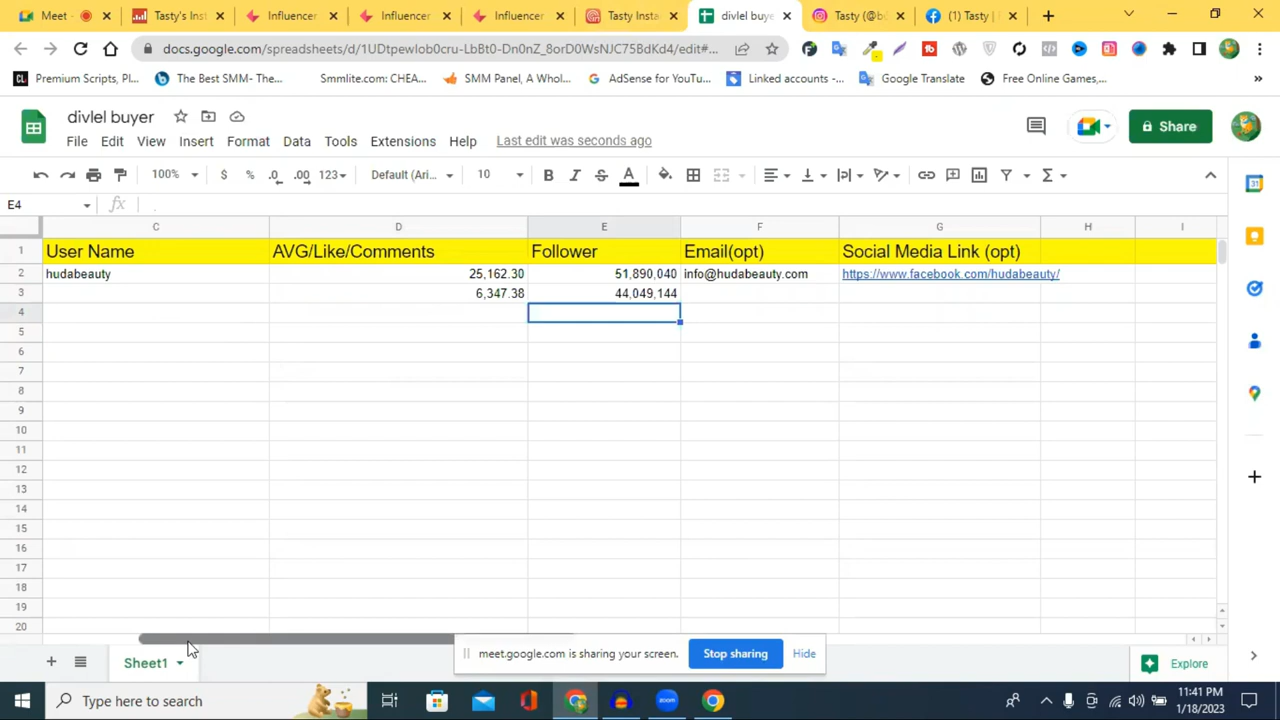 Meet -
Tasty's Inst
Influencer
Influencer
Influencer
Tasty Insta
divlel buye
Tasty (@b
(1) Tasty |
docs.google.com/spreadsheets/d/1UDtpewIob0cru-LbBt0-Dn0nZ_8orD0WsNJC75BdKd4/edit#...
Premium Scripts, Pl...
The Best SMM- The...
Smmlite.com: CHEA...
SMM Panel, A Whol...
AdSense for YouTu...
Linked accounts -...
Google Translate
Free Online Games,...
»
divlel buyer
File Edit View Insert Format Data Tools Extensions Help Last edit was seconds ago
Share
100% $ % .0 .00 123 Default (Ari... 10 B I S A Σ
E4 fx
C D E F G H I
1 User Name AVG/Like/Comments Follower Email(opt) Social Media Link (opt)
2 hudabeauty 25,162.30 51,890,040 info@hudabeauty.com https://www.facebook.com/hudabeauty/
3 6,347.38 44,049,144
4
5
6
7
8
9
10
11
12
13
14
15
16
17
18
19
20
Sheet1
meet.google.com is sharing your screen. Stop sharing Hide
Explore
Type here to search
11:41 PM
1/18/2023